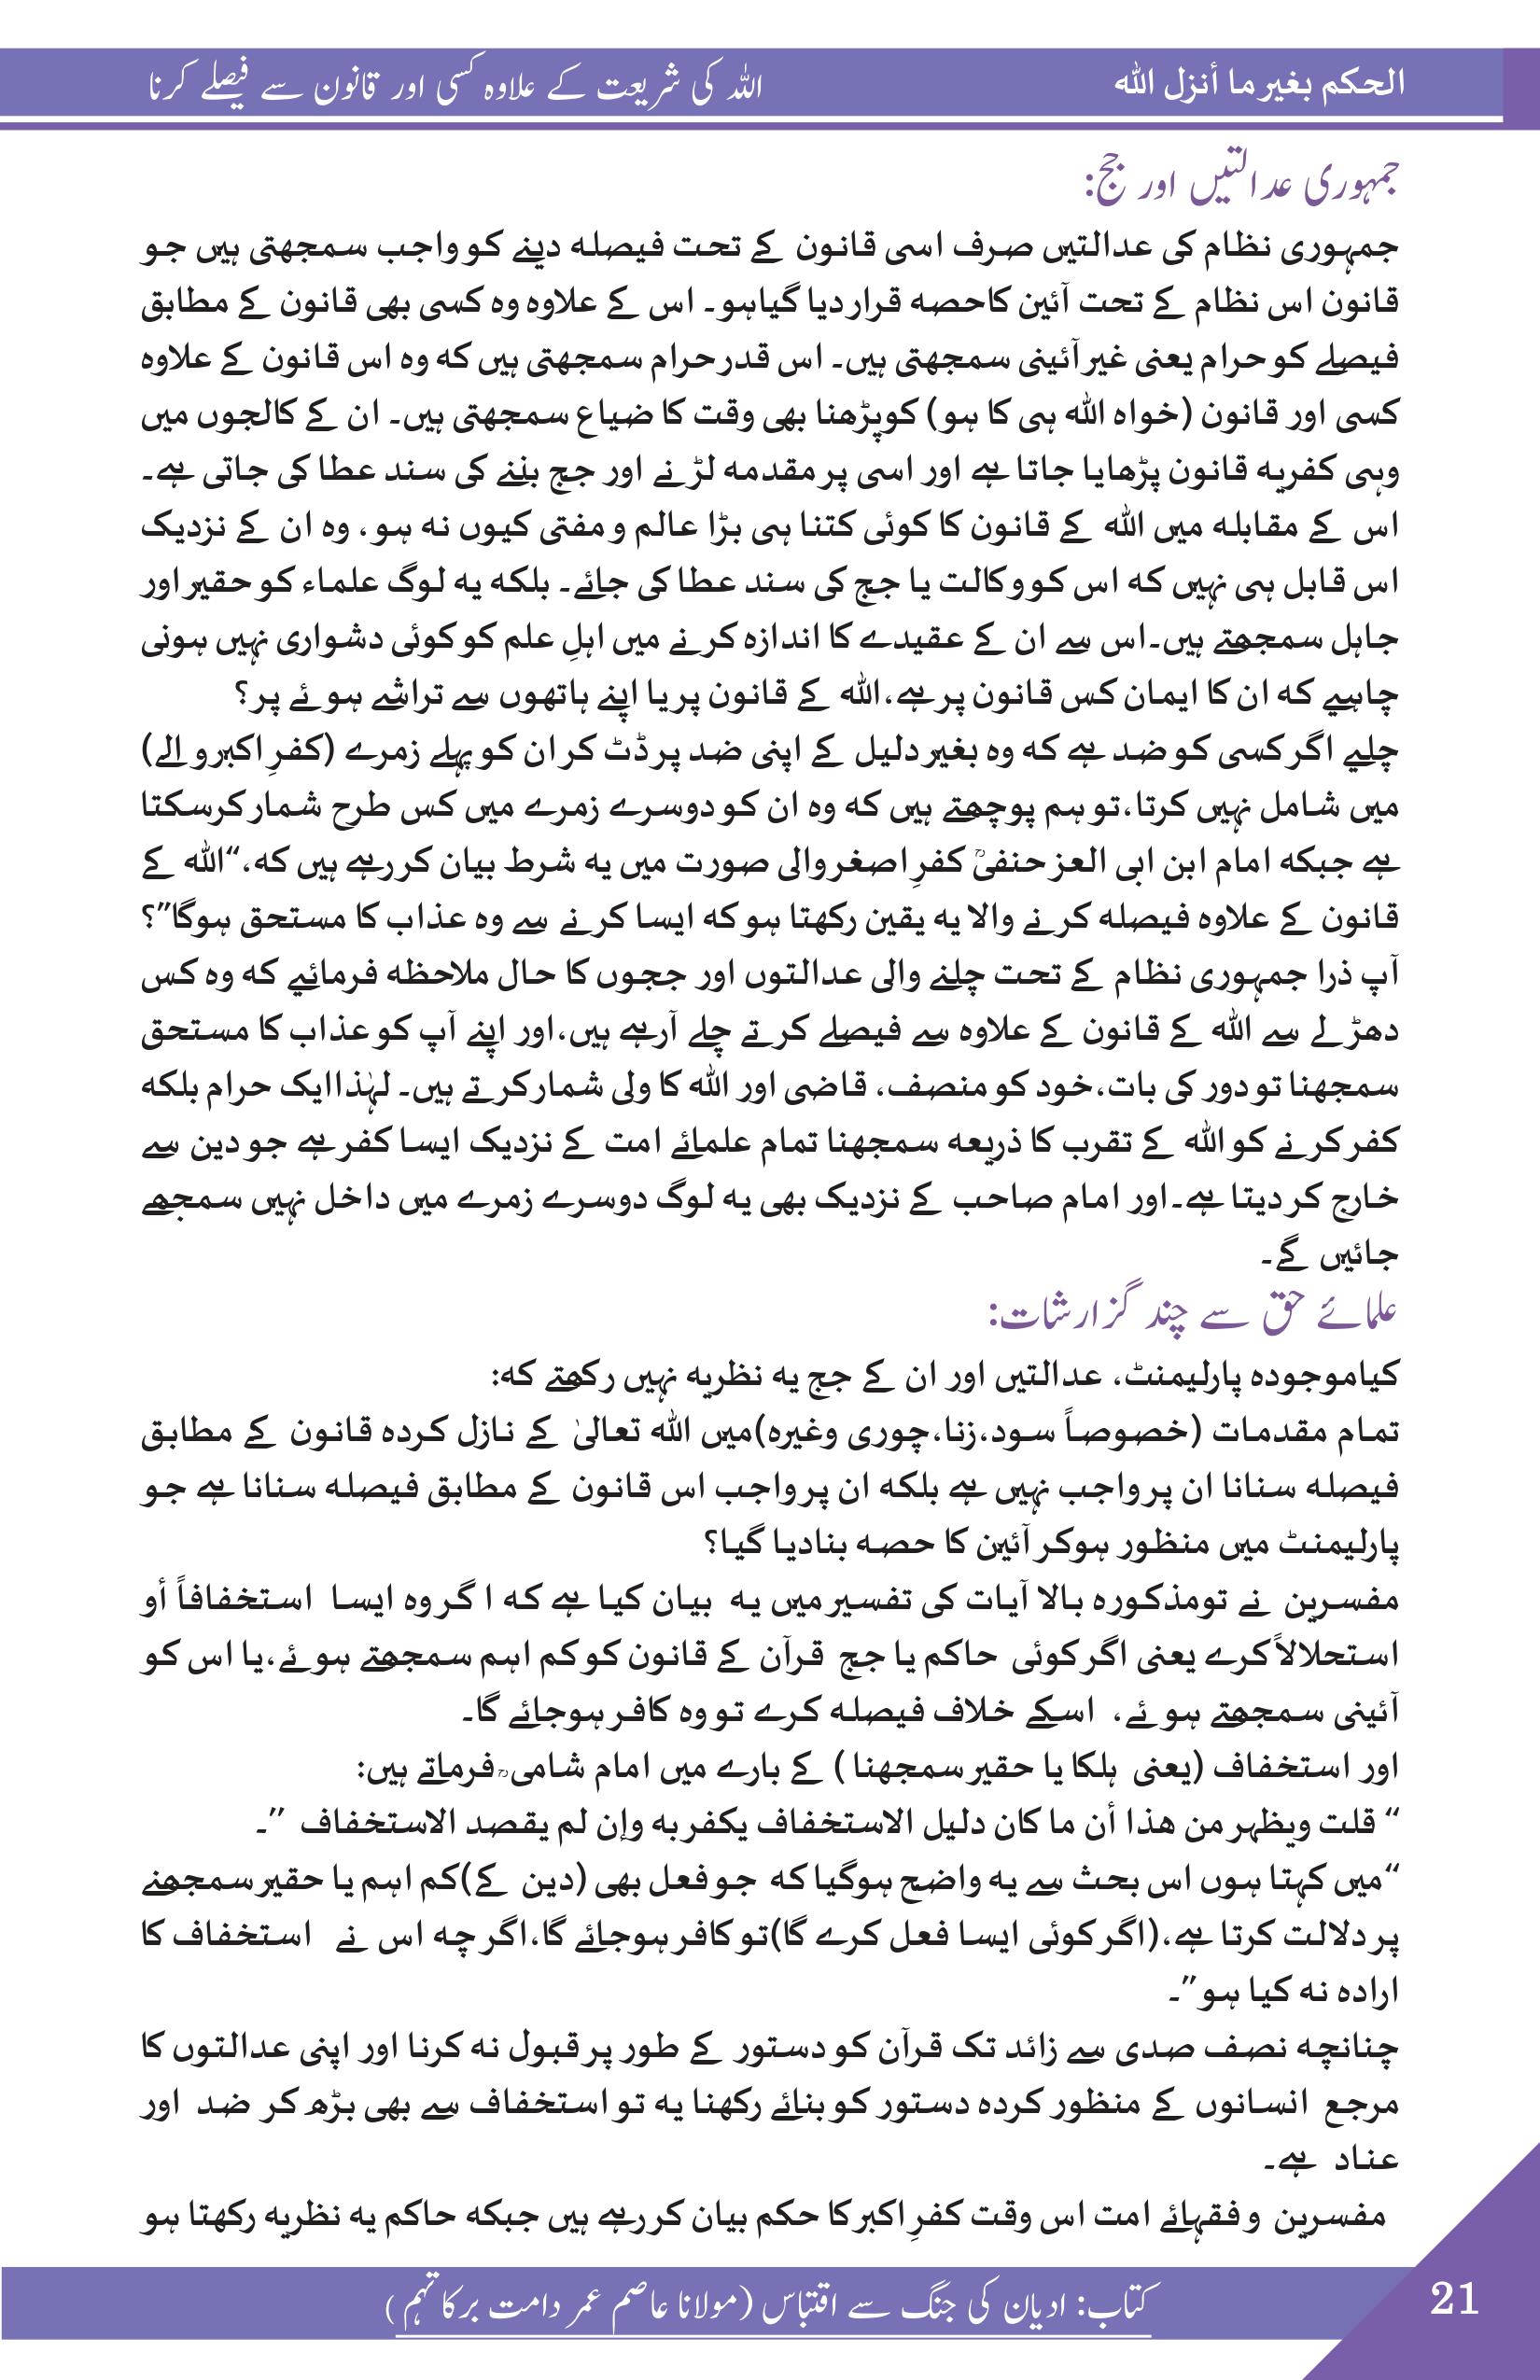 الحكم بغير ما أنزل الله
اللہ کی شریعت کے علاوہ کسی اور قانون سے فیصلے کرنا
جمہوری عدالتیں اور جج:
جمہوری نظام کی عدالتیں صرف اسی قانون کے تحت فیصلہ دینے کو واجب سمجھتی ہیں جو
قانون اس نظام کے تحت آئین کاحصہ قرار دیا گیاہو۔ اس کے علاوہ وہ کسی بھی قانون کے مطابق
فیصلے کو حرام یعنی غیر آئینی سمجھتی ہیں۔ اس قدر حرام سمجھتی ہیں کہ وہ اس قانون کے علاوہ
کسی اور قانون (خواہ اللہ ہی کا ہو) کوپڑھنا بھی وقت کا ضیاع سمجھتی ہیں۔ ان کے کالجوں میں
وہی کفریہ قانون پڑھایا جاتا ہے اور اسی پر مقدمہ لڑنے اور جج بننے کی سند عطا کی جاتی ہے۔
اس کے مقابلہ میں اللہ کے قانون کا کوئی کتنا ہی بڑا عالم و مفتی کیوں نہ ہو، وہ ان کے نزدیک
اس قابل ہی نہیں کہ اس کو وکالت یا جج کی سند عطا کی جائے۔ بلکہ یہ لوگ علماء کو حقیر اور
جاہل سمجھتے ہیں۔اس سے ان کے عقیدے کا اندازہ کرنے میں اہلِ علم کو کوئی دشواری نہیں ہونی
چاہیے کہ ان کا ایمان کس قانون پر ہے،اللہ کے قانون پر یا اپنے ہاتھوں سے تراشے ہوئے پر؟
چلیے اگر کسی کو ضد ہے کہ وہ بغیر دلیل کے اپنی ضد پر ڈٹ کر ان کو پہلے زمرے (کفرِ اکبر والے)
میں شامل نہیں کرتا،تو ہم پوچھتے ہیں کہ وہ ان کو دوسرے زمرے میں کس طرح شمار کرسکتا
ہے جبکہ امام ابن ابی العز حنفیؒ کفرِ اصغر والی صورت میں یہ شرط بیان کر رہے ہیں کہ،“اللہ کے
قانون کے علاوہ فیصلہ کرنے والا یہ یقین رکھتا ہو کہ ایسا کرنے سے وہ عذاب کا مستحق ہوگا”؟
آپ ذرا جمہوری نظام کے تحت چلنے والی عدالتوں اور ججوں کا حال ملاحظہ فرمائیے کہ وہ کس
دھڑلے سے اللہ کے قانون کے علاوہ سے فیصلے کرتے چلے آرہے ہیں،اور اپنے آپ کو عذاب کا مستحق
سمجھنا تو دور کی بات،خود کو منصف، قاضی اور اللہ کا ولی شمار کرتے ہیں۔ لہٰذاایک حرام بلکہ
کفر کرنے کو اللہ کے تقرب کا ذریعہ سمجھنا تمام علمائے امت کے نزدیک ایسا کفر ہے جو دین سے
خارج کر دیتا ہے۔اور امام صاحب کے نزدیک بھی یہ لوگ دوسرے زمرے میں داخل نہیں سمجھے
جائیں گے۔
علمائے حق سے چند گزارشات:
کیاموجودہ پارلیمنٹ، عدالتیں اور ان کے جج یہ نظریہ نہیں رکھتے کہ:
تمام مقدمات (خصوصاً سود،زنا،چوری وغیرہ)میں اللہ تعالیٰ کے نازل کردہ قانون کے مطابق
فیصلہ سنانا ان پر واجب نہیں ہے بلکہ ان پر واجب اس قانون کے مطابق فیصلہ سنانا ہے جو
پارلیمنٹ میں منظور ہوکر آئین کا حصہ بنادیا گیا؟
مفسرین نے تومذکورہ بالا آیات کی تفسیر میں یہ بیان کیا ہے کہ ا گر وہ ایسا استخفافاً أو
استحلالاً کرے یعنی اگر کوئی حاکم یا جج قرآن کے قانون کو کم اہم سمجھتے ہوئے،یا اس کو
آئینی سمجھتے ہوئے، اسکے خلاف فیصلہ کرے تو وہ کافر ہوجائے گا۔
اور استخفاف (یعنی ہلکا یا حقیر سمجھنا ) کے بارے میں امام شامیؒ فرماتے ہیں:
“ قلت ويظهر من هذا أن ما كان دليل الاستخفاف يكفر به وإن لم يقصد الاستخفاف ”۔
“میں کہتا ہوں اس بحث سے یہ واضح ہوگیا کہ جو فعل بھی (دین کے)کم اہم یا حقیر سمجھنے
پر دلالت کرتا ہے،(اگر کوئی ایسا فعل کرے گا)تو کافر ہوجائے گا،اگر چہ اس نے استخفاف کا
ارادہ نہ کیا ہو”۔
چنانچہ نصف صدی سے زائد تک قرآن کو دستور کے طور پر قبول نہ کرنا اور اپنی عدالتوں کا
مرجع انسانوں کے منظور کردہ دستور کو بنائے رکھنا یہ تو استخفاف سے بھی بڑھ کر ضد اور
عناد ہے۔
مفسرین وفقہائے امت اس وقت کفرِ اکبر کا حکم بیان کر رہے ہیں جبکہ حاکم یہ نظریہ رکھتا ہو
کتاب: ادیان کی جنگ سے اقتباس (مولانا عاصم عمر دامت برکاتہم)
21